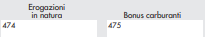 Erogazioni
in natura
Bonus carburanti
474
475